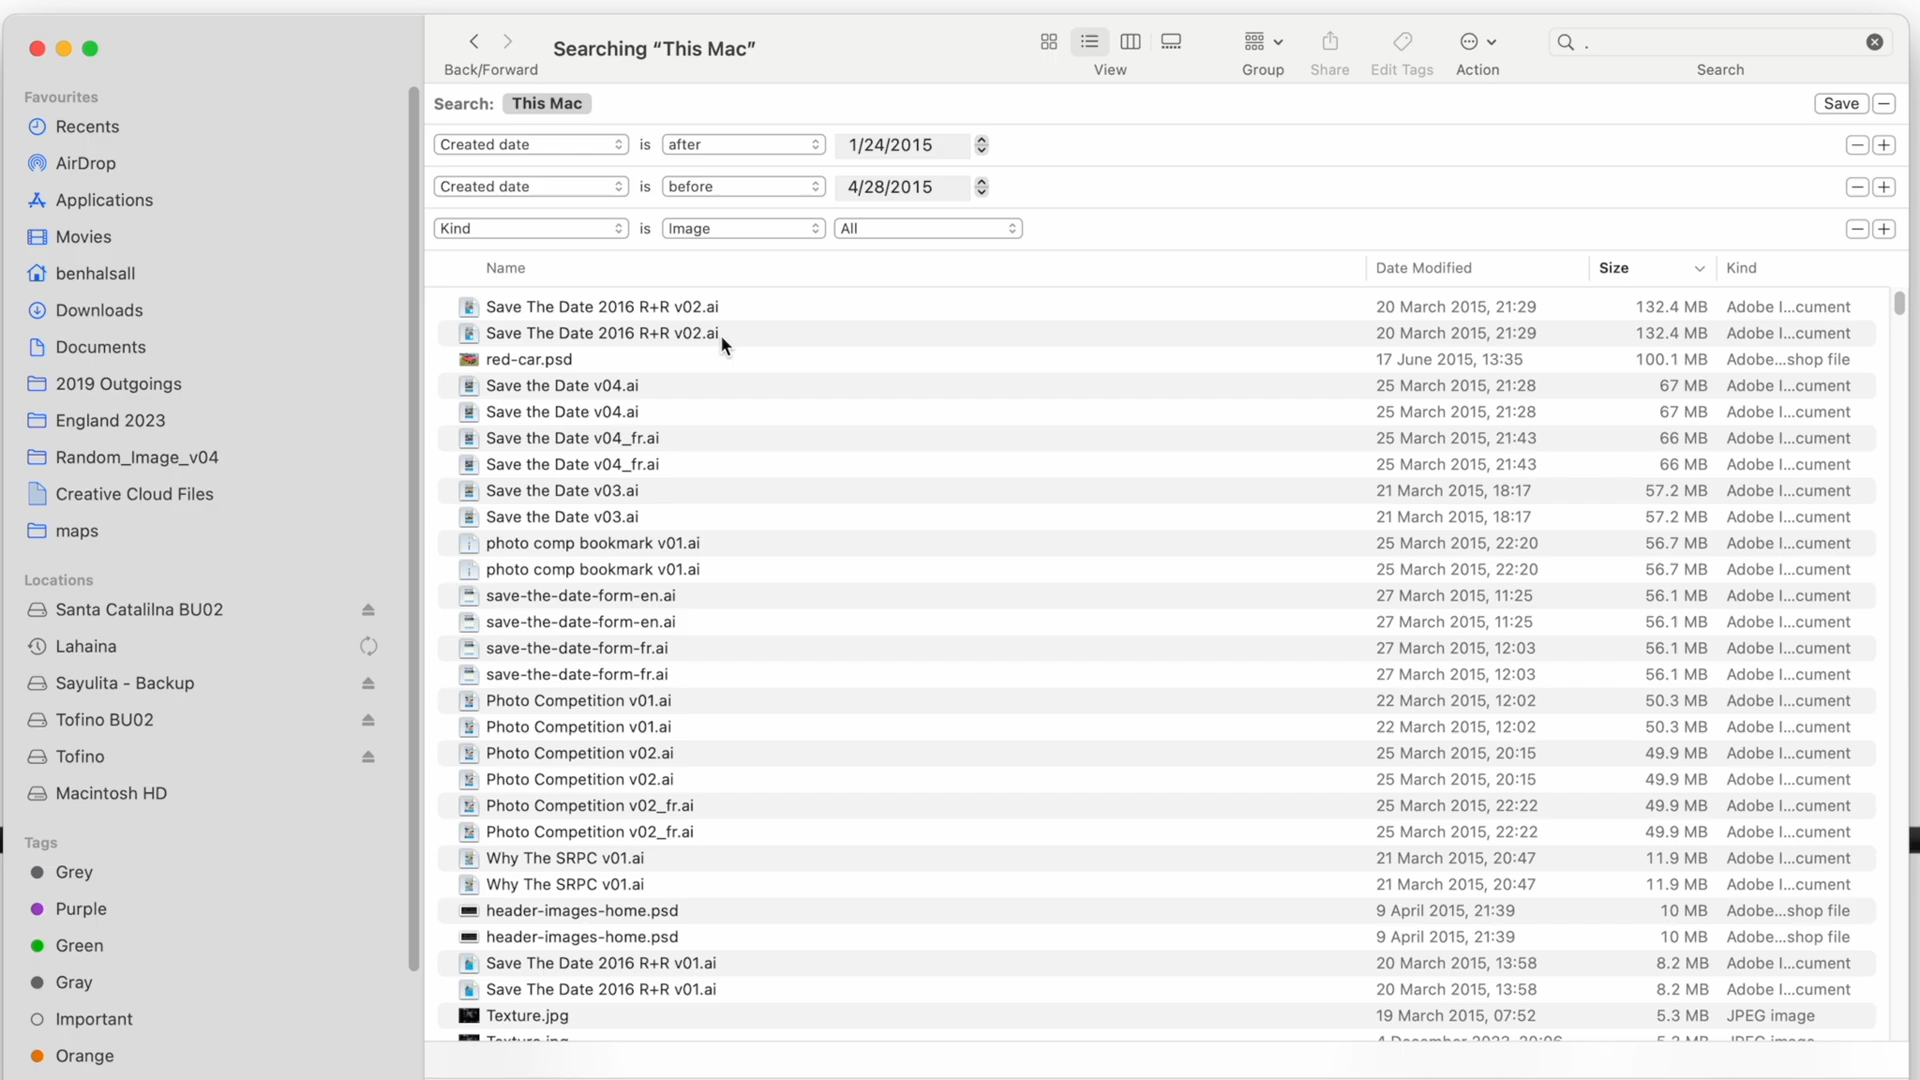 Back/Forward
Searching “This Mac”
View
Group
Share
Edit Tags
Action
.
Search
Favourites
Recents
AirDrop
Applications
Movies
benhalsall
Downloads
Documents
2019 Outgoings
England 2023
Random_Image_v04
Creative Cloud Files
maps
Locations
Santa Catalilna BU02
Lahaina
Sayulita - Backup
Tofino BU02
Tofino
Macintosh HD
Tags
Grey
Purple
Green
Gray
Important
Orange
Search: This Mac Save
Created date is after 1/24/2015
Created date is before 4/28/2015
Kind is Image All
Name Date Modified Size Kind
Save The Date 2016 R+R v02.ai 20 March 2015, 21:29 132.4 MB Adobe I...cument
Save The Date 2016 R+R v02.ai 20 March 2015, 21:29 132.4 MB Adobe I...cument
red-car.psd 17 June 2015, 13:35 100.1 MB Adobe...shop file
Save the Date v04.ai 25 March 2015, 21:28 67 MB Adobe I...cument
Save the Date v04.ai 25 March 2015, 21:28 67 MB Adobe I...cument
Save the Date v04_fr.ai 25 March 2015, 21:43 66 MB Adobe I...cument
Save the Date v04_fr.ai 25 March 2015, 21:43 66 MB Adobe I...cument
Save the Date v03.ai 21 March 2015, 18:17 57.2 MB Adobe I...cument
Save the Date v03.ai 21 March 2015, 18:17 57.2 MB Adobe I...cument
photo comp bookmark v01.ai 25 March 2015, 22:20 56.7 MB Adobe I...cument
photo comp bookmark v01.ai 25 March 2015, 22:20 56.7 MB Adobe I...cument
save-the-date-form-en.ai 27 March 2015, 11:25 56.1 MB Adobe I...cument
save-the-date-form-en.ai 27 March 2015, 11:25 56.1 MB Adobe I...cument
save-the-date-form-fr.ai 27 March 2015, 12:03 56.1 MB Adobe I...cument
save-the-date-form-fr.ai 27 March 2015, 12:03 56.1 MB Adobe I...cument
Photo Competition v01.ai 22 March 2015, 12:02 50.3 MB Adobe I...cument
Photo Competition v01.ai 22 March 2015, 12:02 50.3 MB Adobe I...cument
Photo Competition v02.ai 25 March 2015, 20:15 49.9 MB Adobe I...cument
Photo Competition v02.ai 25 March 2015, 20:15 49.9 MB Adobe I...cument
Photo Competition v02_fr.ai 25 March 2015, 22:22 49.9 MB Adobe I...cument
Photo Competition v02_fr.ai 25 March 2015, 22:22 49.9 MB Adobe I...cument
Why The SRPC v01.ai 21 March 2015, 20:47 11.9 MB Adobe I...cument
Why The SRPC v01.ai 21 March 2015, 20:47 11.9 MB Adobe I...cument
header-images-home.psd 9 April 2015, 21:39 10 MB Adobe...shop file
header-images-home.psd 9 April 2015, 21:39 10 MB Adobe...shop file
Save The Date 2016 R+R v01.ai 20 March 2015, 13:58 8.2 MB Adobe I...cument
Save The Date 2016 R+R v01.ai 20 March 2015, 13:58 8.2 MB Adobe I...cument
Texture.jpg 19 March 2015, 07:52 5.3 MB JPEG image